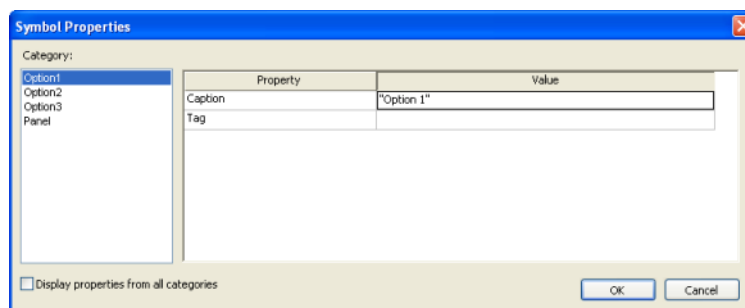 Symbol Properties
Category:
Option1
Option2
Option3
Panel
Property Value
Caption "Option 1"
Tag
Display properties from all categories
OK Cancel